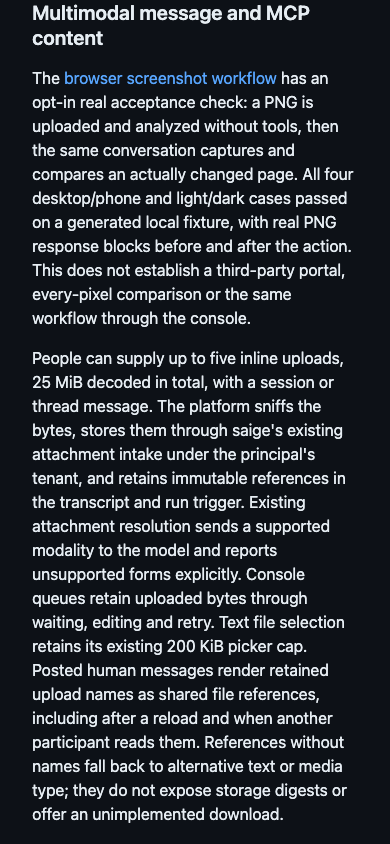 Multimodal message and MCP
content
The browser screenshot workflow has an
opt-in real acceptance check: a PNG is
uploaded and analyzed without tools, then
the same conversation captures and
compares an actually changed page. All four
desktop/phone and light/dark cases passed
on a generated local fixture, with real PNG
response blocks before and after the action.
This does not establish a third-party portal,
every-pixel comparison or the same
workflow through the console.
People can supply up to five inline uploads,
25 MiB decoded in total, with a session or
thread message. The platform sniffs the
bytes, stores them through saige's existing
attachment intake under the principal's
tenant, and retains immutable references in
the transcript and run trigger. Existing
attachment resolution sends a supported
modality to the model and reports
unsupported forms explicitly. Console
queues retain uploaded bytes through
waiting, editing and retry. Text file selection
retains its existing 200 KiB picker cap.
Posted human messages render retained
upload names as shared file references,
including after a reload and when another
participant reads them. References without
names fall back to alternative text or media
type; they do not expose storage digests or
offer an unimplemented download.